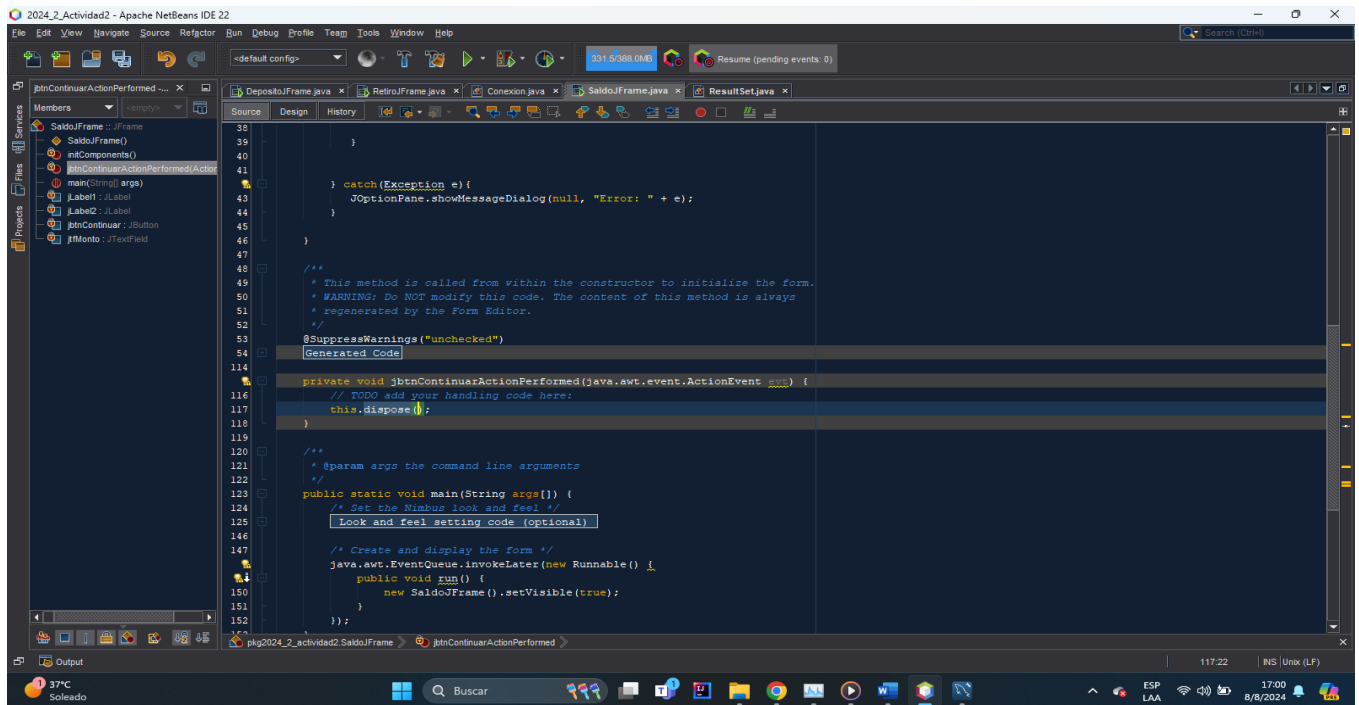 2024_2_Actividad2 - Apache NetBeans IDE 22
File Edit View Navigate Source Refactor Run Debug Profile Team Tools Window Help
Search (Ctrl+I)
<default config>
331.5/388.0MB
Resume (pending events: 0)
jbtnContinuarActionPerformed -...
DepositoJFrame.java
RetiroJFrame.java
Conexion.java
SaldoJFrame.java
ResultSet.java
Members
<empty>
Source Design History
Services
Files
Projects
SaldoJFrame :: JFrame
SaldoJFrame()
initComponents()
jbtnContinuarActionPerformed(Action
main(String[] args)
jLabel1 : JLabel
jLabel2 : JLabel
jbtnContinuar : JButton
jtfMonto : JTextField
38
39 }
40
41
} catch(Exception e){
43 JOptionPane.showMessageDialog(null, "Error: " + e);
44 }
45
46 }
47
48 /**
49 * This method is called from within the constructor to initialize the form.
50 * WARNING: Do NOT modify this code. The content of this method is always
51 * regenerated by the Form Editor.
52 */
53 @SuppressWarnings("unchecked")
54 Generated Code
114
private void jbtnContinuarActionPerformed(java.awt.event.ActionEvent evt) {
116 // TODO add your handling code here:
117 this.dispose();
118 }
119
120 /**
121 * @param args the command line arguments
122 */
123 public static void main(String args[]) {
124 /* Set the Nimbus look and feel */
125 Look and feel setting code (optional)
146
147 /* Create and display the form */
java.awt.EventQueue.invokeLater(new Runnable() {
public void run() {
150 new SaldoJFrame().setVisible(true);
151 }
152 });
pkg2024_2_actividad2.SaldoJFrame
jbtnContinuarActionPerformed
Output
117:22
INS
Unix (LF)
1
37°C
Soleado
Buscar
1
ESP
LAA
17:00
8/8/2024